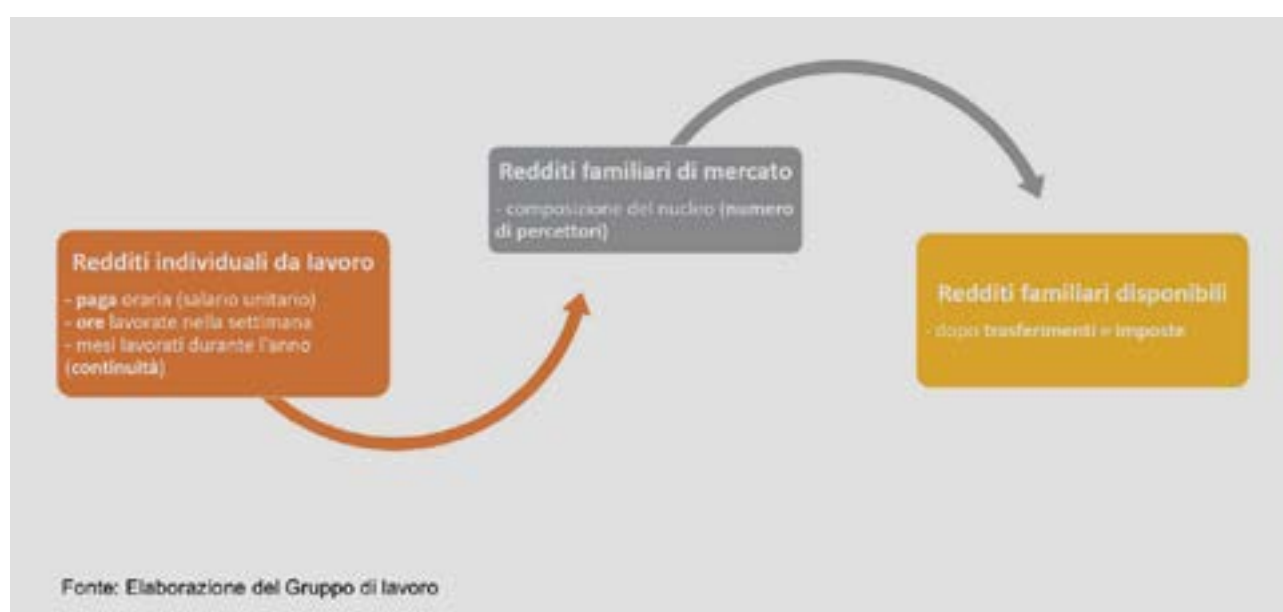 Redditi individuali da lavoro
- paga oraria (salario unitario)
- ore lavorate nella settimana
- mesi lavorati durante l'anno
(continuità)
Redditi familiari di mercato
- composizione del nucleo (numero
di percettori)
Redditi familiari disponibili
- dopo trasferimenti e imposte
Fonte: Elaborazione del Gruppo di lavoro